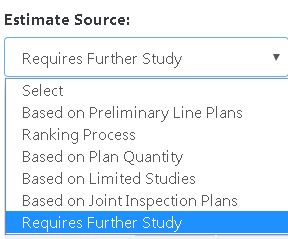 Estimate Source:
Requires Further Study
Select
Based on Preliminary Line Plans
Ranking Process
Based on Plan Quantity
Based on Limited Studies
Based on Joint Inspection Plans
Requires Further Study